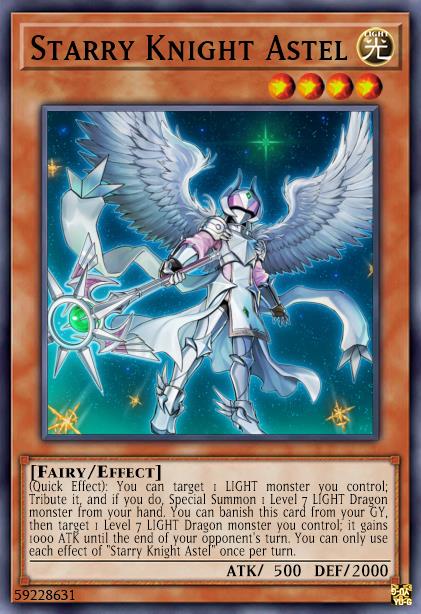 Starry Knight Astel
LIGHT
光
[Fairy/Effect]
(Quick Effect): You can target 1 LIGHT monster you control;
Tribute it, and if you do, Special Summon 1 Level 7 LIGHT Dragon
monster from your hand. You can banish this card from your GY,
then target 1 Level 7 LIGHT Dragon monster you control; it gains
1000 ATK until the end of your opponent's turn. You can only use
each effect of "Starry Knight Astel" once per turn.
ATK/ 500 DEF/2000
59228631